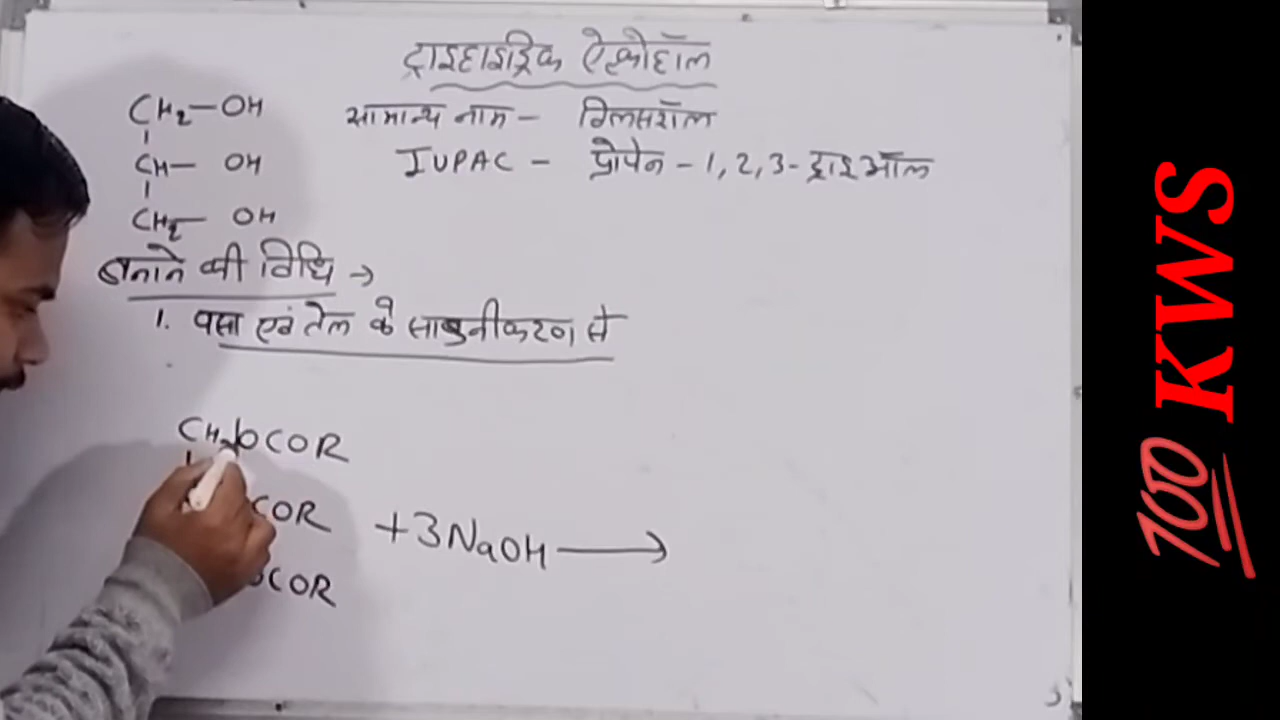 ट्राइहाइड्रिक ऐल्कोहॉल
CH2-OH सामान्य नाम - ग्लिसरॉल
CH- OH IUPAC - प्रोपेन-1,2,3-ट्राइऑल
CH2- OH
बनाने की विधि →
1. वसा एवं तेल के साबुनीकरण से
CH2OCOR
COR +3NaOH →
OCOR
100 KWS